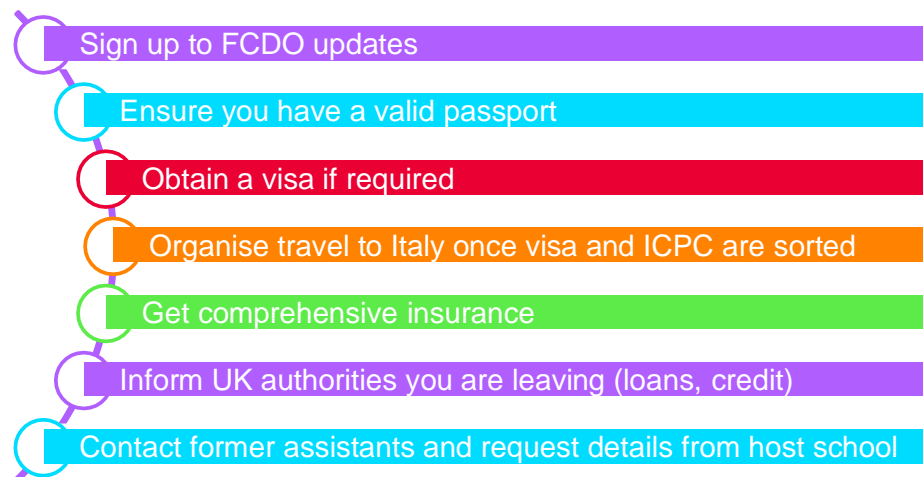 Sign up to FCDO updates
Ensure you have a valid passport
Obtain a visa if required
Organise travel to Italy once visa and ICPC are sorted
Get comprehensive insurance
Inform UK authorities you are leaving (loans, credit)
Contact former assistants and request details from host school